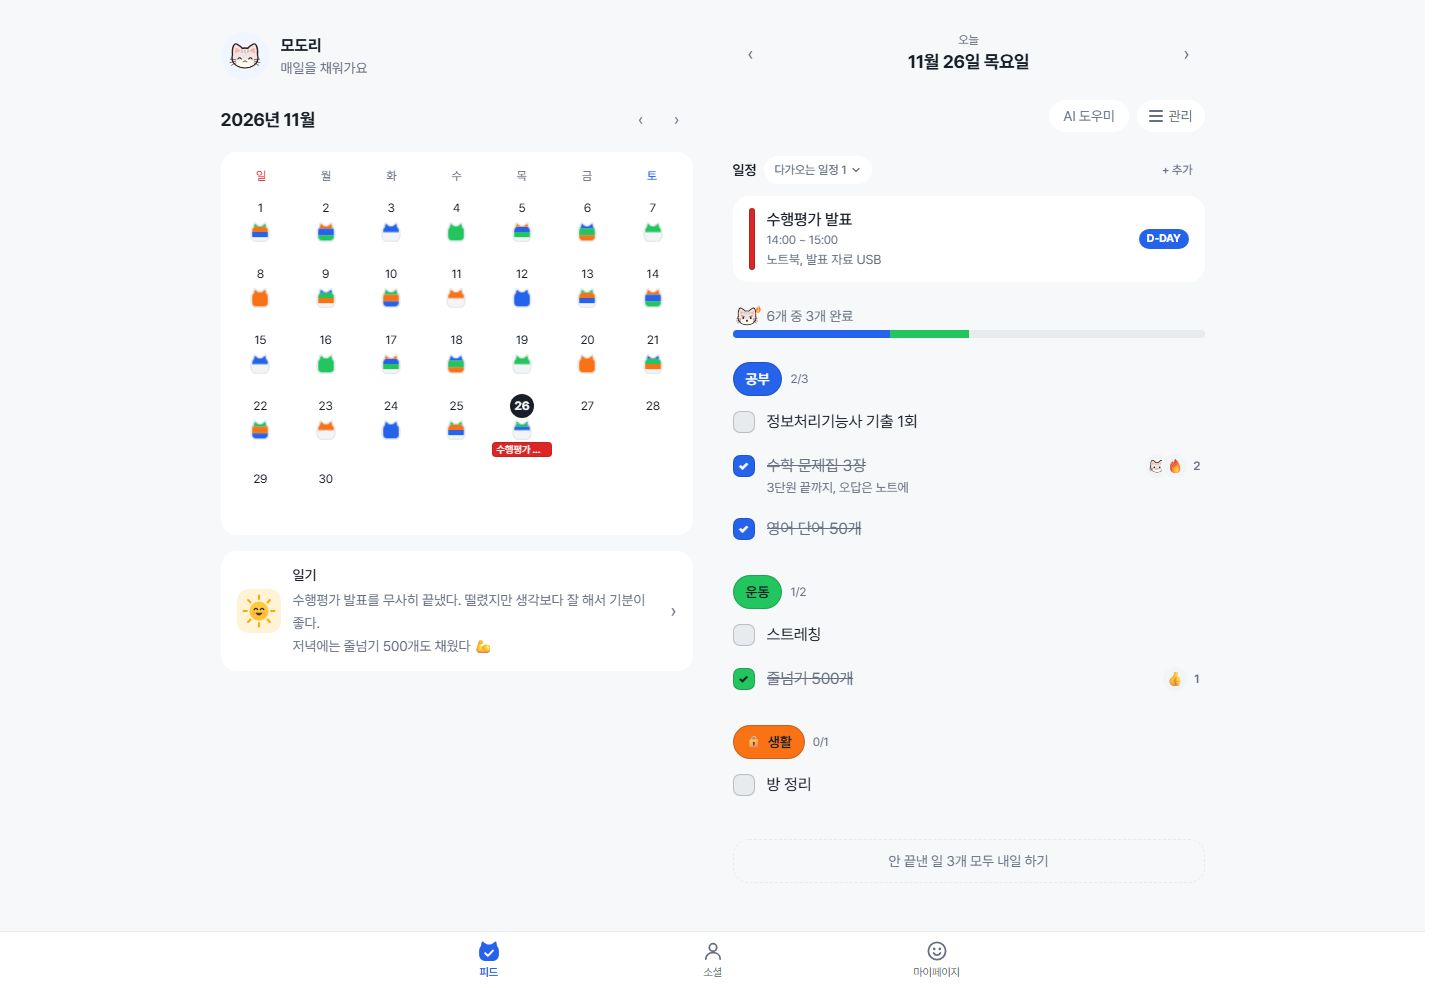 모도리
매일을 채워가요
2026년 11월
‹ ›
일 월 화 수 목 금 토
1 2 3 4 5 6 7
8 9 10 11 12 13 14
15 16 17 18 19 20 21
22 23 24 25 26 27 28
수행평가 ...
29 30
일기
수행평가 발표를 무사히 끝냈다. 떨렸지만 생각보다 잘 해서 기분이
좋다.
저녁에는 줄넘기 500개도 채웠다 💪
›
‹ 오늘 ›
11월 26일 목요일
AI 도우미
관리
일정 다가오는 일정 1
+ 추가
수행평가 발표
14:00 – 15:00
노트북, 발표 자료 USB
D-DAY
6개 중 3개 완료
공부 2/3
정보처리기능사 기출 1회
수학 문제집 3장 2
3단원 끝까지, 오답은 노트에
영어 단어 50개
운동 1/2
스트레칭
줄넘기 500개 👍 1
🔒 생활 0/1
방 정리
안 끝낸 일 3개 모두 내일 하기
피드 소셜 마이페이지